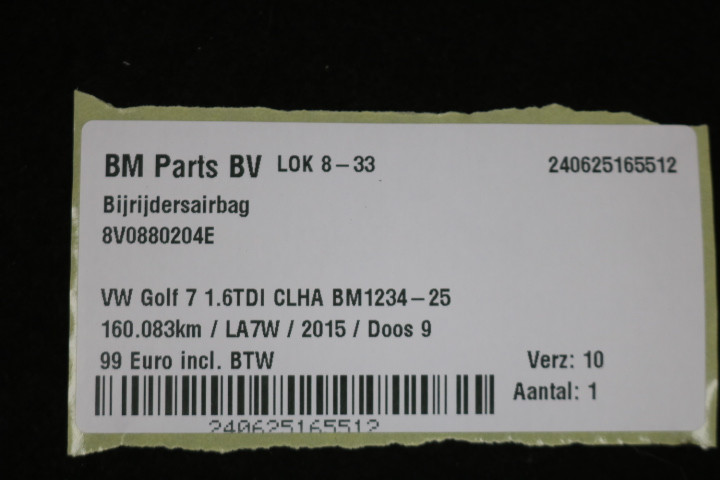 BM Parts BV LOK 8-33 240625165512
Bijrijdersairbag
8V0880204E
VW Golf 7 1.6TDI CLHA BM1234-25
160.083km / LA7W / 2015 / Doos 9
99 Euro incl. BTW Verz: 10
Aantal: 1
240625165512